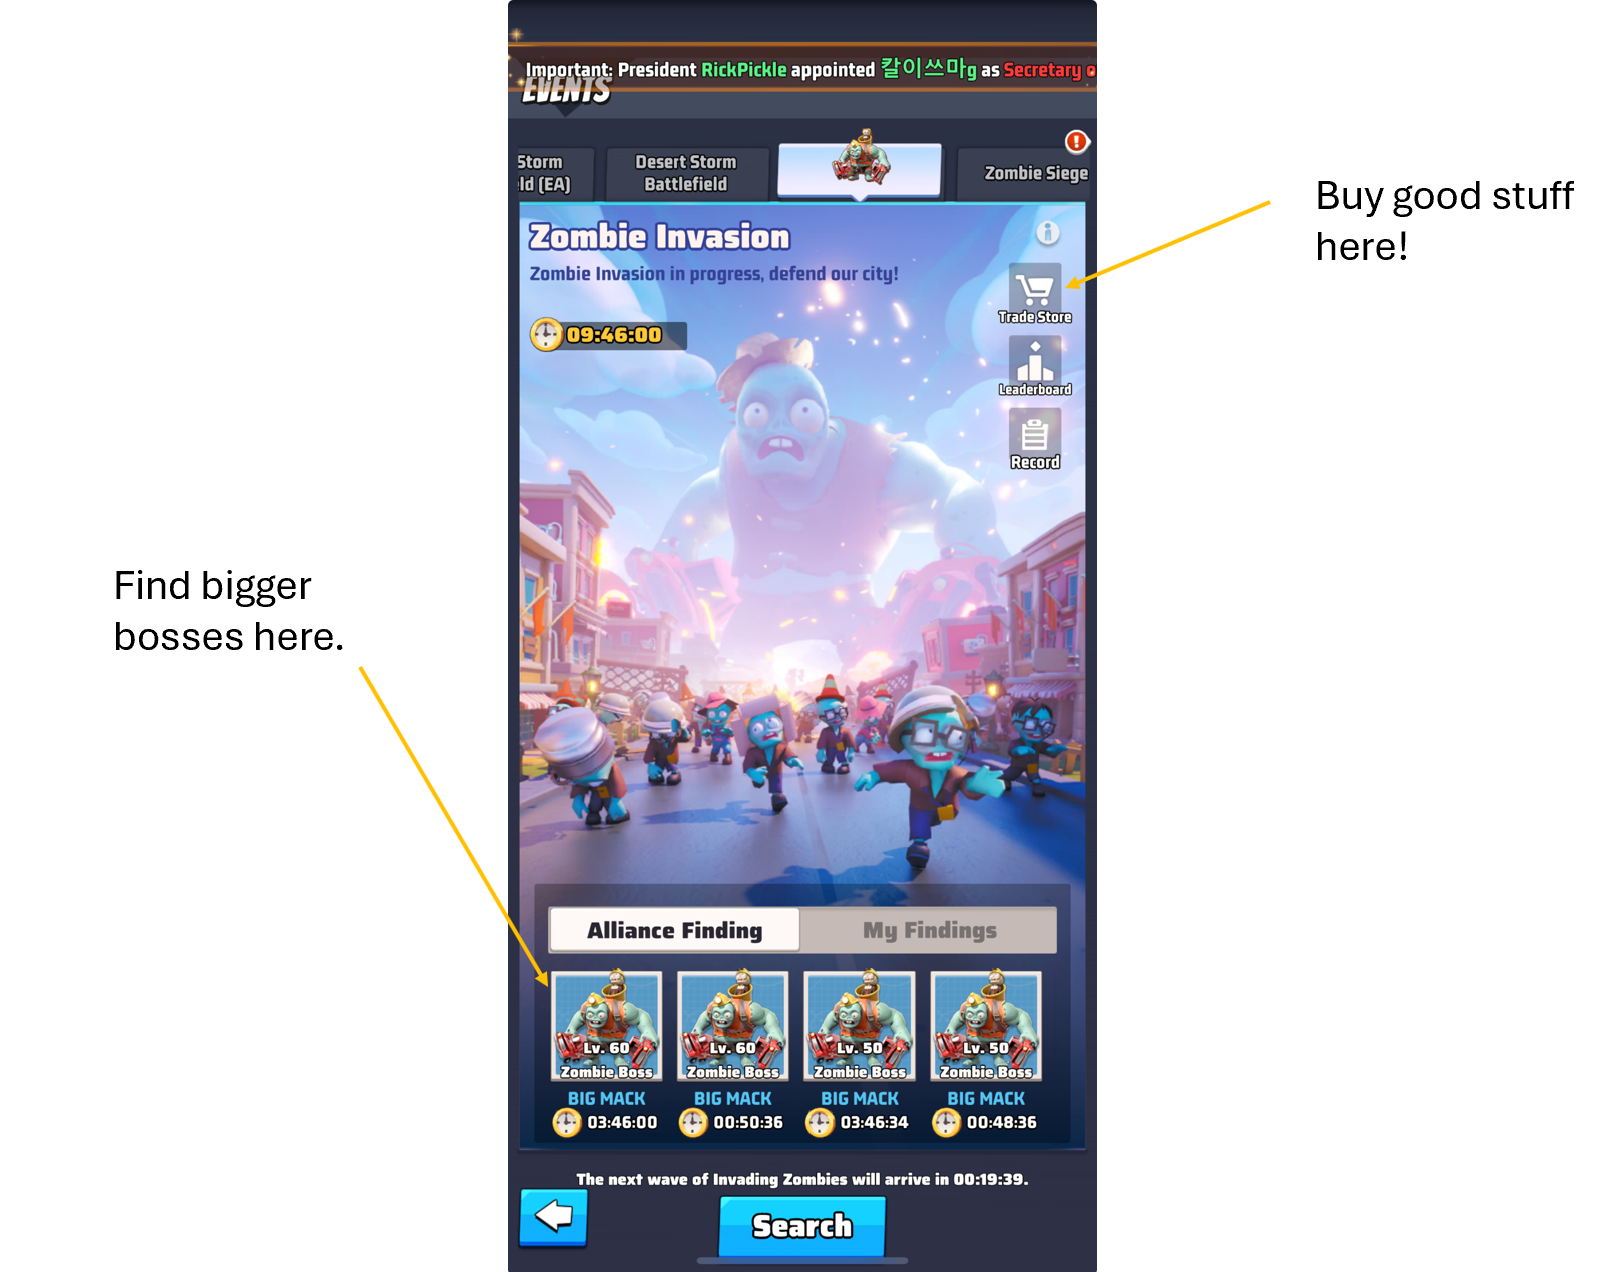 Important: President RickPickle appointed 칼이쓰마g as Secretary o
EVENTS
Storm
ld (EA)
Desert Storm
Battlefield
Zombie Siege
Zombie Invasion
Zombie Invasion in progress, defend our city!
09:46:00
Trade Store
Leaderboard
Record
Buy good stuff
here!
Find bigger
bosses here.
Alliance Finding
My Findings
Lv. 60
Zombie Boss
BIG MACK
03:46:00
Lv. 60
Zombie Boss
BIG MACK
00:50:36
Lv. 50
Zombie Boss
BIG MACK
03:46:34
Lv. 50
Zombie Boss
BIG MACK
00:48:36
The next wave of Invading Zombies will arrive in 00:19:39.
Search